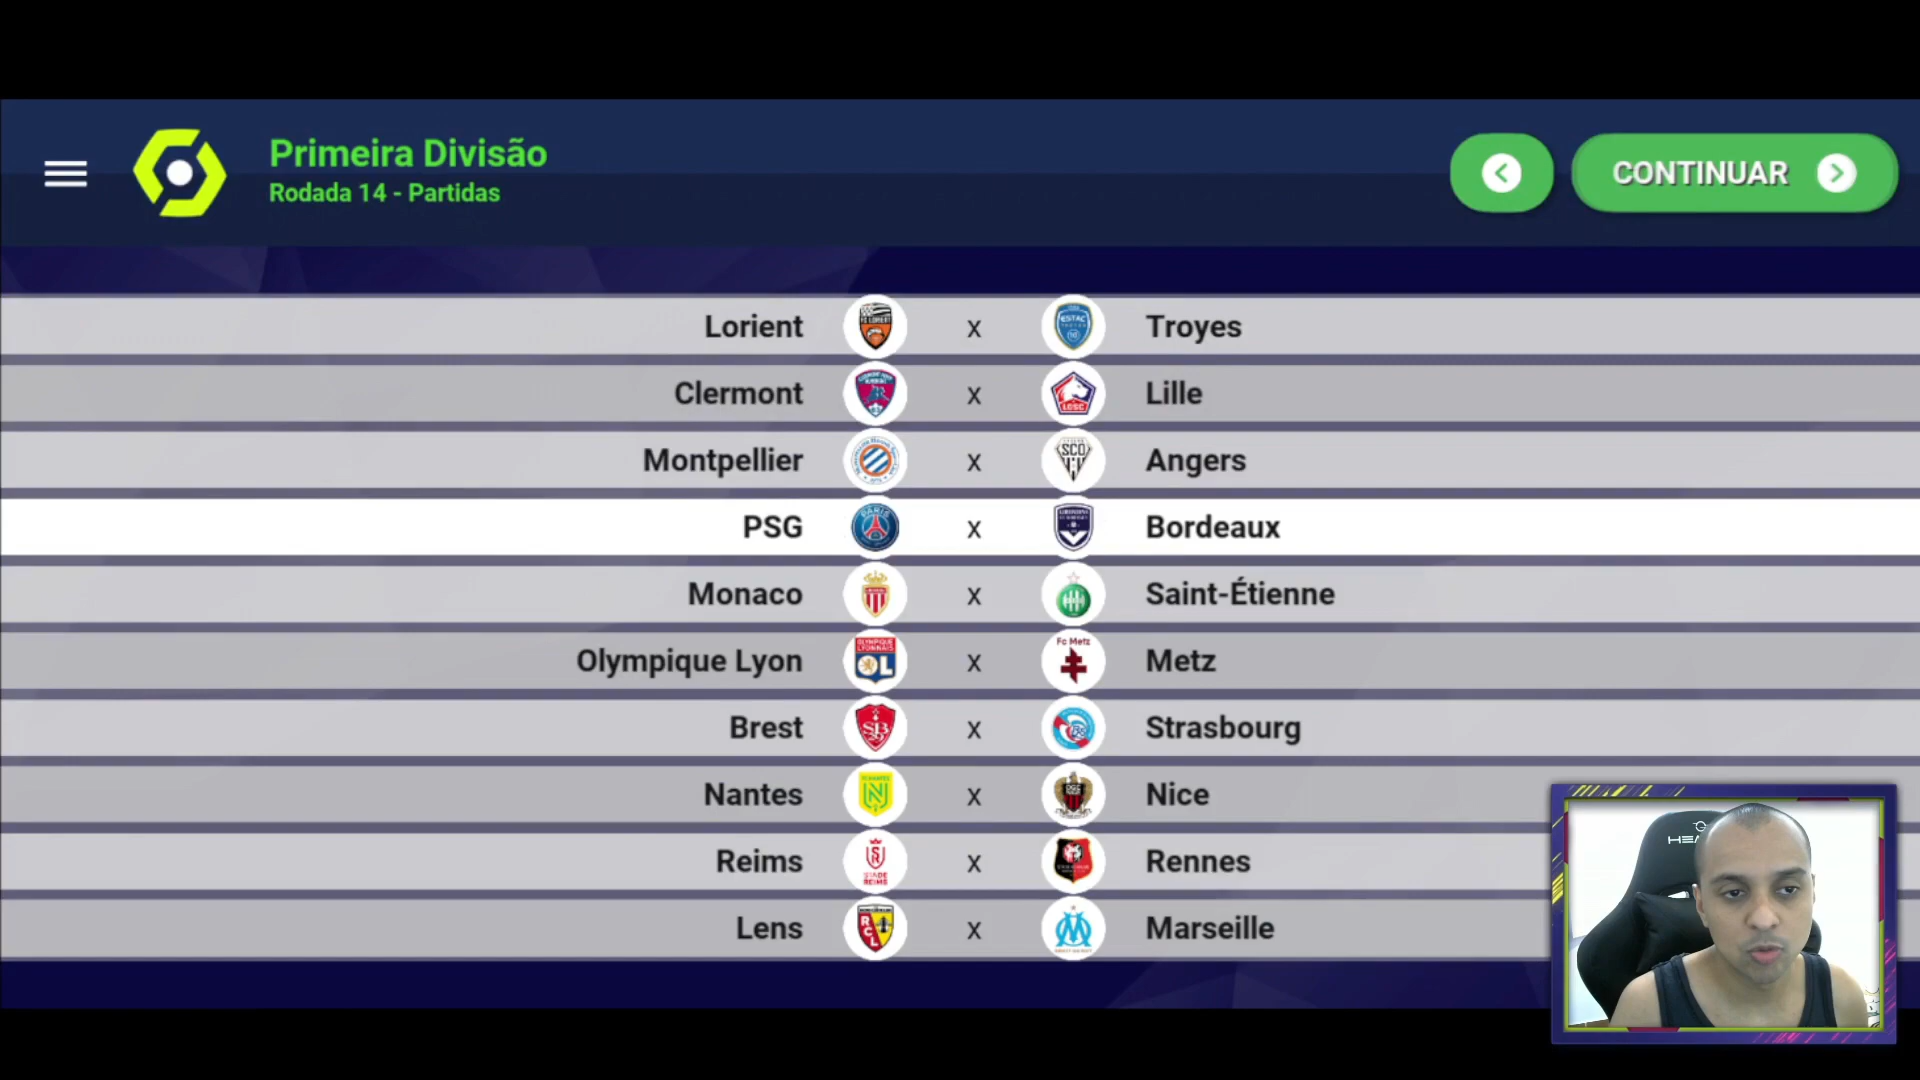 Primeira Divisão
Rodada 14 - Partidas
CONTINUAR
Lorient x Troyes
Clermont x Lille
Montpellier x Angers
PSG x Bordeaux
Monaco x Saint-Étienne
Olympique Lyon x Metz
Brest x Strasbourg
Nantes x Nice
Reims x Rennes
Lens x Marseille